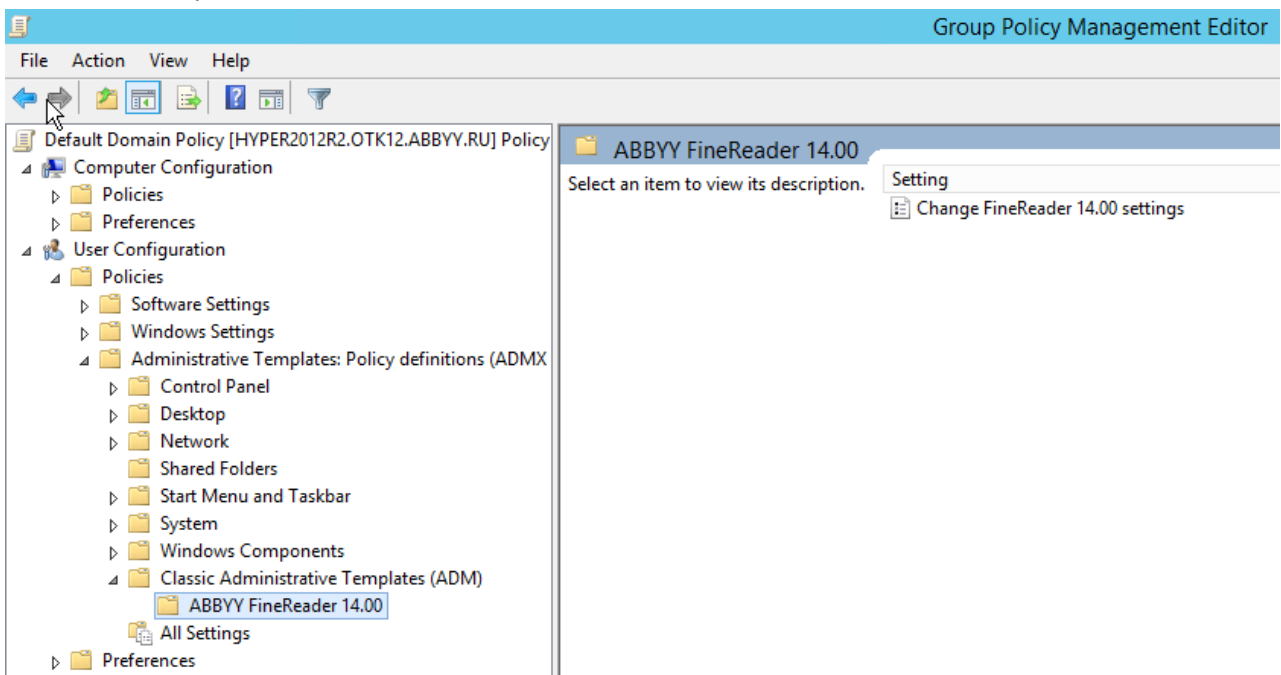 Group Policy Management Editor
File Action View Help
Default Domain Policy [HYPER2012R2.OTK12.ABBYY.RU] Policy
Computer Configuration
Policies
Preferences
User Configuration
Policies
Software Settings
Windows Settings
Administrative Templates: Policy definitions (ADMX
Control Panel
Desktop
Network
Shared Folders
Start Menu and Taskbar
System
Windows Components
Classic Administrative Templates (ADM)
ABBYY FineReader 14.00
All Settings
Preferences
ABBYY FineReader 14.00
Select an item to view its description.
Setting
Change FineReader 14.00 settings